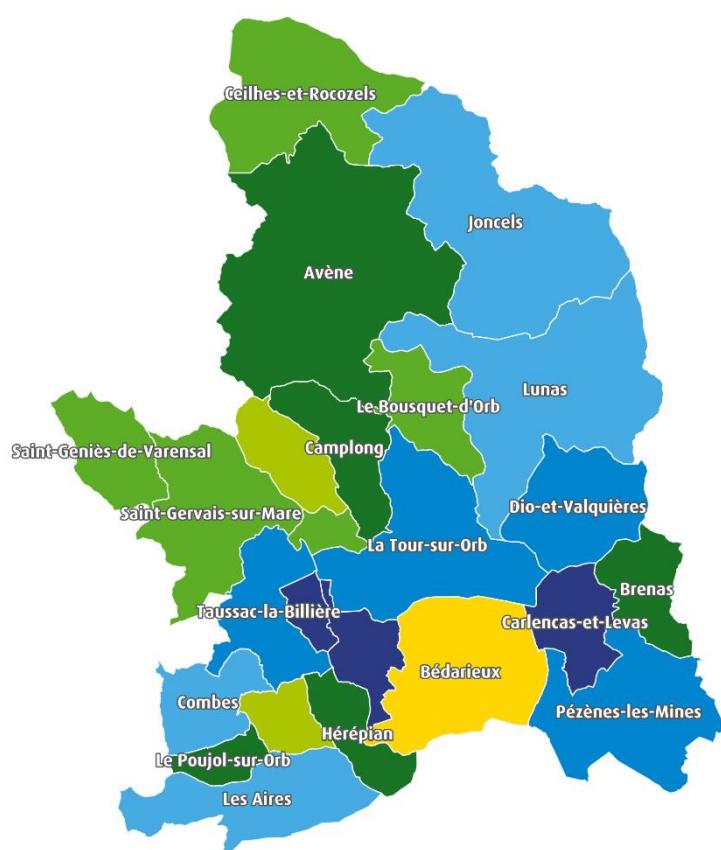 Ceilhes-et-Rocozels
Joncels
Avène
Lunas
Le Bousquet-d'Orb
Camplong
Saint-Geniès-de-Varensal
Dio-et-Valquières
Saint-Gervais-sur-Mare
La Tour-sur-Orb
Brenas
Taussac-la-Billière
Carlencas-et-Levas
Bédarieux
Combes
Pézènes-les-Mines
Hérépian
Le Poujol-sur-Orb
Les Aires